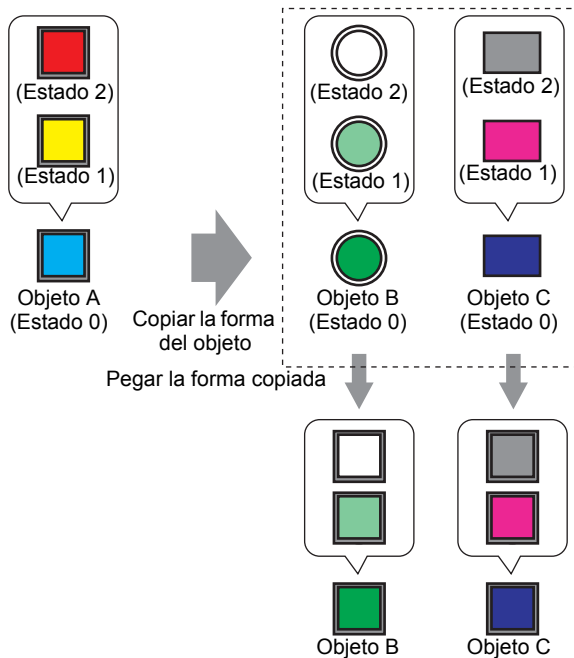 (Estado 2)
(Estado 1)
Objeto A
(Estado 0)
Copiar la forma
del objeto
(Estado 2)
(Estado 1)
Objeto B
(Estado 0)
(Estado 2)
(Estado 1)
Objeto C
(Estado 0)
Pegar la forma copiada
Objeto B
Objeto C